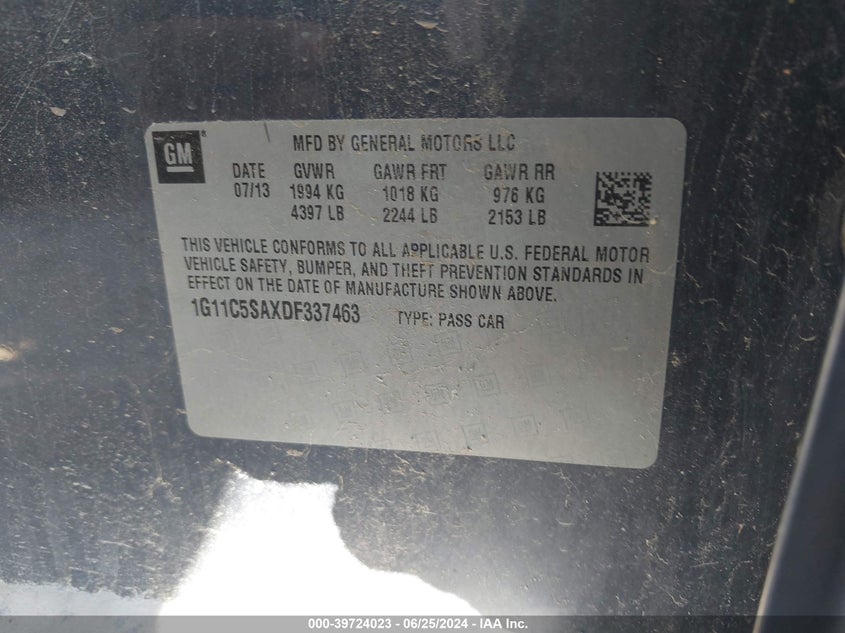 GM
MFD BY GENERAL MOTORS LLC
DATE GVWR GAWR FRT GAWR RR
07/13 1994 KG 1018 KG 976 KG
4397 LB 2244 LB 2153 LB
THIS VEHICLE CONFORMS TO ALL APPLICABLE U.S. FEDERAL MOTOR
VEHICLE SAFETY, BUMPER, AND THEFT PREVENTION STANDARDS IN
EFFECT ON THE DATE OF MANUFACTURE SHOWN ABOVE.
1G11C5SAXDF337463 TYPE: PASS CAR
000-39724023 - 06/25/2024 - IAA Inc.